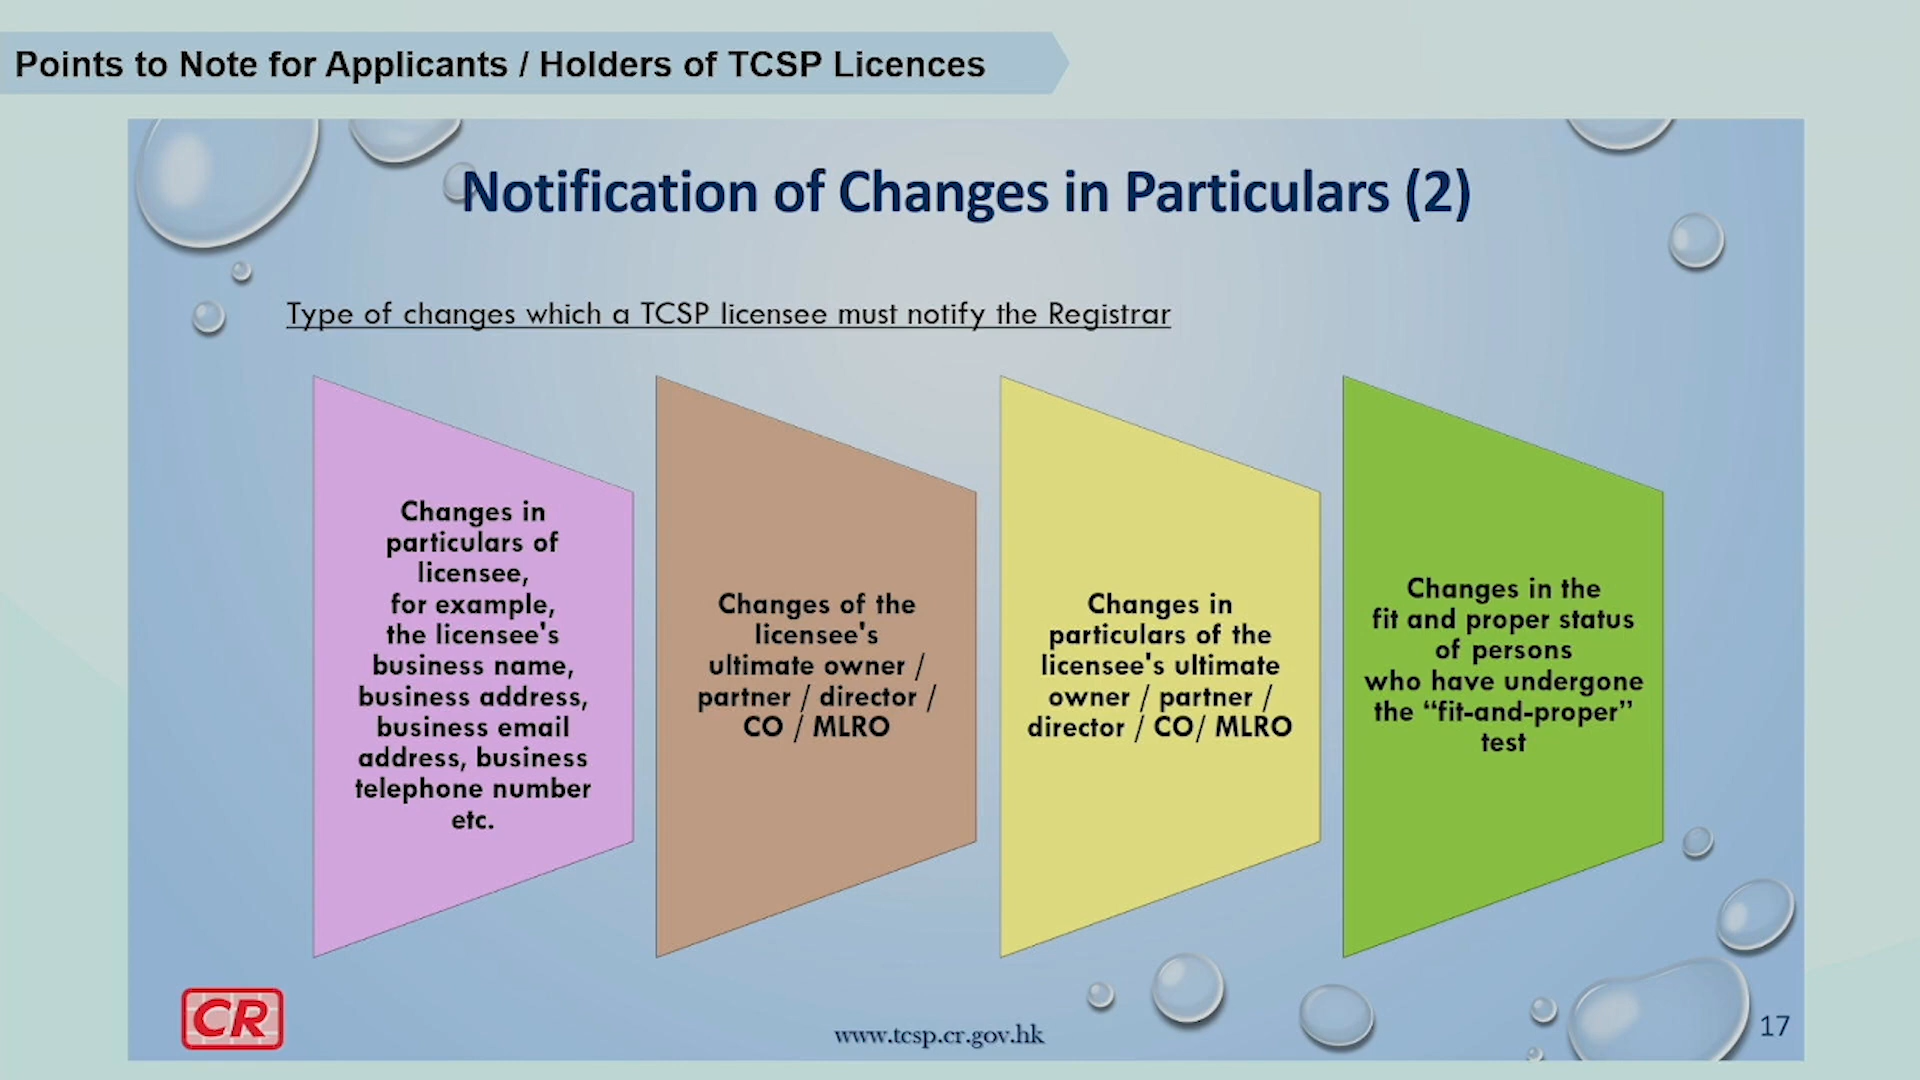 Points to Note for Applicants / Holders of TCSP Licences
Notification of Changes in Particulars (2)
Type of changes which a TCSP licensee must notify the Registrar
Changes in
particulars of
licensee,
for example,
the licensee's
business name,
business address,
business email
address, business
telephone number
etc.
Changes of the
licensee's
ultimate owner /
partner / director /
CO / MLRO
Changes in
particulars of the
licensee's ultimate
owner / partner /
director / CO/ MLRO
Changes in the
fit and proper status
of persons
who have undergone
the “fit-and-proper”
test
CR
www.tcsp.cr.gov.hk
17